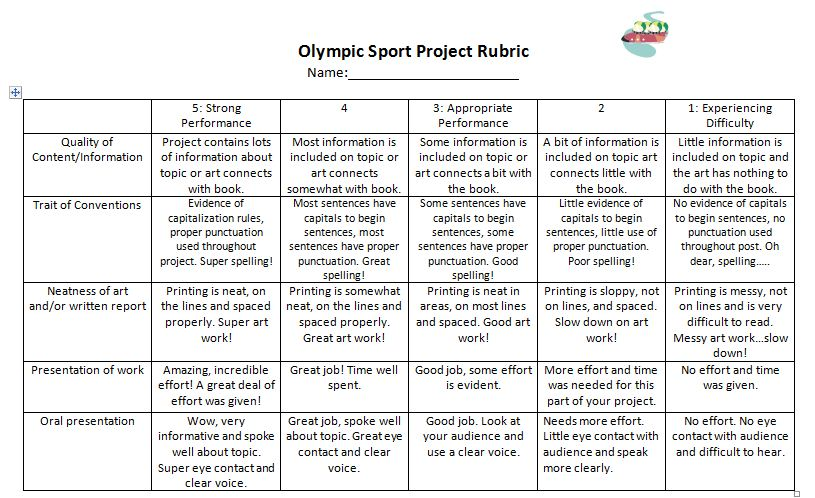 Olympic Sport Project Rubric
Name:______________________
5: Strong
Performance
4
3: Appropriate
Performance
2
1: Experiencing
Difficulty
Quality of
Content/Information
Project contains lots
of information about
topic or art connects
with book.
Most information is
included on topic or
art connects
somewhat with book.
Some information is
included on topic or
art connects a bit with
the book.
A bit of information is
included on topic art
connects little with
the book.
Little information is
included on topic and
the art has nothing to
do with the book.
Trait of Conventions
Evidence of
capitalization rules,
proper punctuation
used throughout
project. Super spelling!
Most sentences have
capitals to begin
sentences, most
sentences have proper
punctuation. Great
spelling!
Some sentences have
capitals to begin
sentences, some
sentences have proper
punctuation. Good
spelling!
Little evidence of
capitals to begin
sentences, little use of
proper punctuation.
Poor spelling!
No evidence of capitals
to begin sentences, no
punctuation used
throughout post. Oh
dear, spelling.....
Neatness of art
and/or written report
Printing is neat, on
the lines and spaced
properly. Super art
work!
Printing is somewhat
neat, on the lines and
spaced properly.
Great art work!
Printing is neat in
areas, on most lines
and spaced. Good art
work!
Printing is sloppy, not
on lines, and spaced.
Slow down on art
work!
Printing is messy, not
on lines and is very
difficult to read.
Messy art work...slow
down!
Presentation of work
Amazing, incredible
effort! A great deal of
effort was given!
Great job! Time well
spent.
Good job, some effort
is evident.
More effort and time
was needed for this
part of your project.
No effort and time
was given.
Oral presentation
Wow, very
informative and spoke
well about topic.
Super eye contact and
clear voice.
Great job, spoke well
about topic. Great eye
contact and clear
voice.
Good job. Look at
your audience and
use a clear voice.
Needs more effort.
Little eye contact with
audience and speak
more clearly.
No effort. No eye
contact with audience
and difficult to hear.